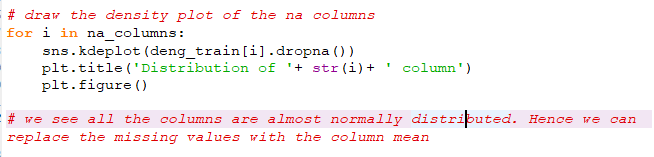 # draw the density plot of the na columns
for i in na_columns:
    sns.kdeplot(deng_train[i].dropna())
    plt.title('Distribution of '+ str(i)+ ' column')
    plt.figure()
# we see all the columns are almost normally distributed. Hence we can
replace the missing values with the column mean